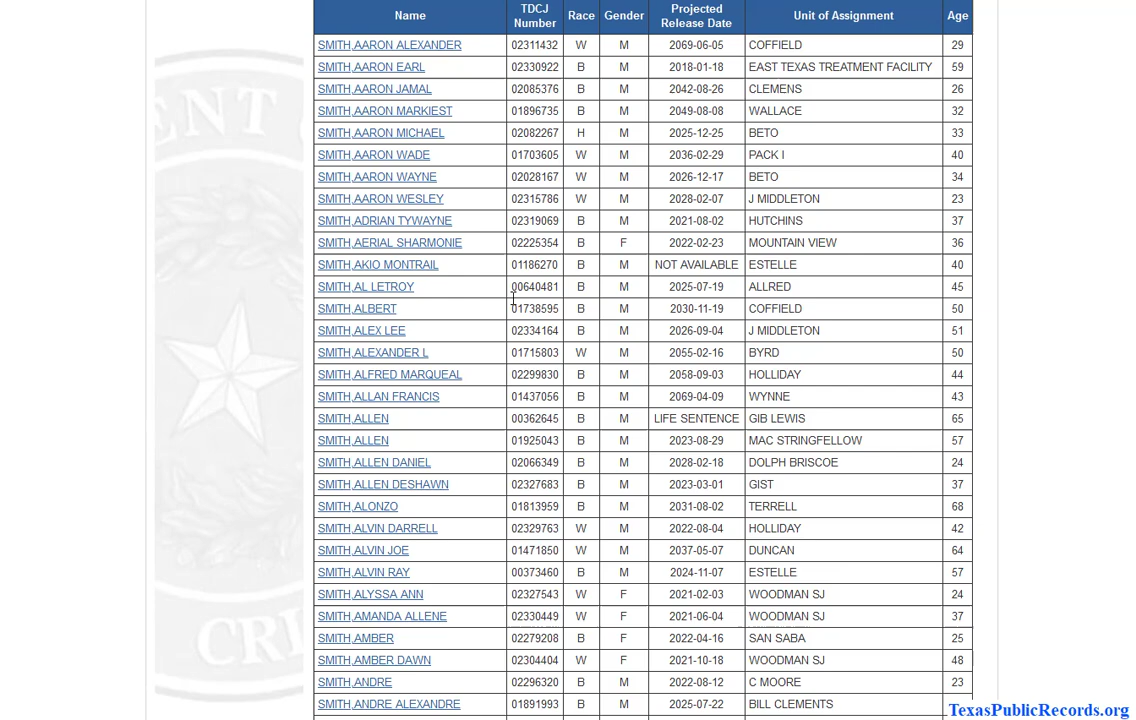 Name TDCJ Number Race Gender Projected Release Date Unit of Assignment Age
SMITH,AARON ALEXANDER 02311432 W M 2069-06-05 COFFIELD 29
SMITH,AARON EARL 02330922 B M 2018-01-18 EAST TEXAS TREATMENT FACILITY 59
SMITH,AARON JAMAL 02085376 B M 2042-08-26 CLEMENS 26
SMITH,AARON MARKIEST 01896735 B M 2049-08-08 WALLACE 32
SMITH,AARON MICHAEL 02082267 H M 2025-12-25 BETO 33
SMITH,AARON WADE 01703605 W M 2036-02-29 PACK I 40
SMITH,AARON WAYNE 02028167 W M 2026-12-17 BETO 34
SMITH,AARON WESLEY 02315786 W M 2028-02-07 J MIDDLETON 23
SMITH,ADRIAN TYWAYNE 02319069 B M 2021-08-02 HUTCHINS 37
SMITH,AERIAL SHARMONIE 02225354 B F 2022-02-23 MOUNTAIN VIEW 36
SMITH,AKIO MONTRAIL 01186270 B M NOT AVAILABLE ESTELLE 40
SMITH,AL LETROY 00640481 B M 2025-07-19 ALLRED 45
SMITH,ALBERT 01738595 B M 2030-11-19 COFFIELD 50
SMITH,ALEX LEE 02334164 B M 2026-09-04 J MIDDLETON 51
SMITH,ALEXANDER L 01715803 W M 2055-02-16 BYRD 50
SMITH,ALFRED MARQUEAL 02299830 B M 2058-09-03 HOLLIDAY 44
SMITH,ALLAN FRANCIS 01437056 B M 2069-04-09 WYNNE 43
SMITH,ALLEN 00362645 B M LIFE SENTENCE GIB LEWIS 65
SMITH,ALLEN 01925043 B M 2023-08-29 MAC STRINGFELLOW 57
SMITH,ALLEN DANIEL 02066349 B M 2028-02-18 DOLPH BRISCOE 24
SMITH,ALLEN DESHAWN 02327683 B M 2023-03-01 GIST 37
SMITH,ALONZO 01813959 B M 2031-08-02 TERRELL 68
SMITH,ALVIN DARRELL 02329763 W M 2022-08-04 HOLLIDAY 42
SMITH,ALVIN JOE 01471850 W M 2037-05-07 DUNCAN 64
SMITH,ALVIN RAY 00373460 B M 2024-11-07 ESTELLE 57
SMITH,ALYSSA ANN 02327543 W F 2021-02-03 WOODMAN SJ 24
SMITH,AMANDA ALLENE 02330449 W F 2021-06-04 WOODMAN SJ 37
SMITH,AMBER 02279208 B F 2022-04-16 SAN SABA 25
SMITH,AMBER DAWN 02304404 W F 2021-10-18 WOODMAN SJ 48
SMITH,ANDRE 02296320 B M 2022-08-12 C MOORE 23
SMITH,ANDRE ALEXANDRE 01891993 B M 2025-07-22 BILL CLEMENTS
ENT
CRI
TexasPublicRecords.org